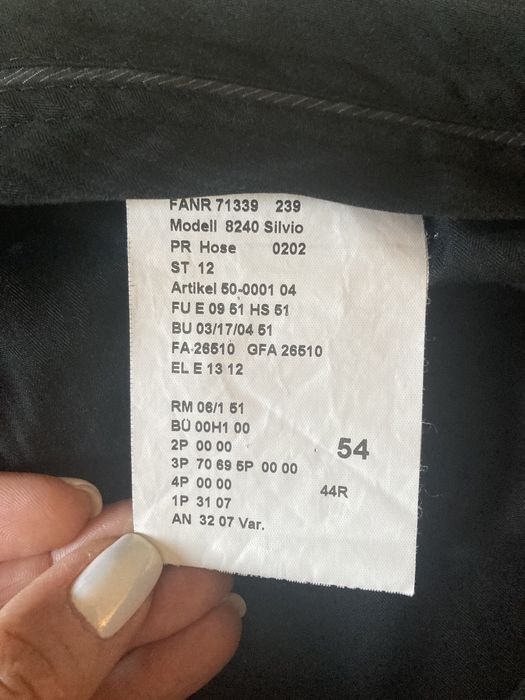 FANR 71339 239
Modell 8240 Silvio
PR Hose 0202
ST 12
Artikel 50-0001 04
FU E 09 51 HS 51
BU 03/17/04 51
FA-26510 GFA 26510
EL E 13 12
RM 06/1 51
BÜ 00H1 00
2P 00 00
54
3P 70 69 5P 00 00
4P 00 00
44R
1P 31 07
AN 32 07 Var.